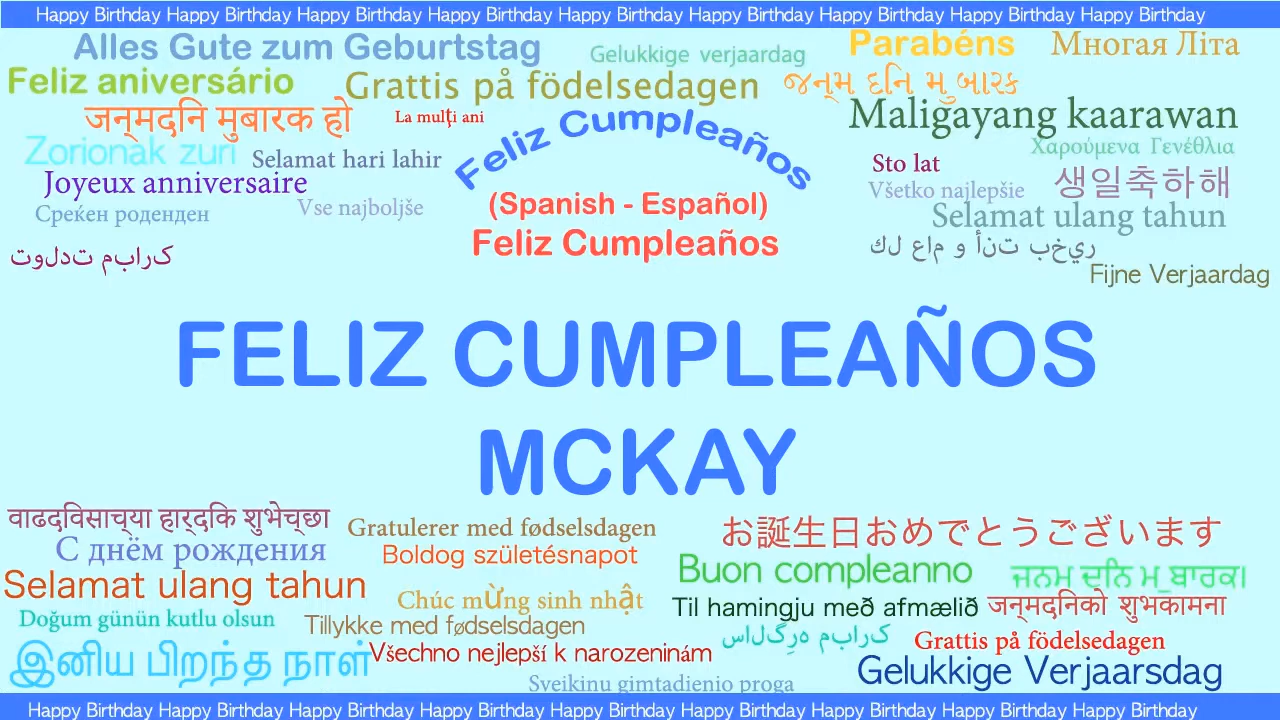 Happy Birthday Happy Birthday Happy Birthday Happy Birthday Happy Birthday Happy Birthday Happy Birthday Happy Birthday Happy Birthday
Alles Gute zum Geburtstag
Gelukkige verjaardag
Parabéns
Многая Літа
Feliz aniversário
Grattis på födelsedagen
જન્મ દિન મુબારક
जन्मदिन मुबारक हो
La mulţi ani
Feliz Cumpleaños
Maligayang kaarawan
Zorionak zuri
Selamat hari lahir
Sto lat
Χαρούμενα Γενέθλια
Joyeux anniversaire
(Spanish - Español)
Všetko najlepšie
생일축하해
Среќен роденден
Vse najboljše
Selamat ulang tahun
تولدت مبارک
Feliz Cumpleaños
كل عام و أنت بخير
Fijne Verjaardag
FELIZ CUMPLEAÑOS
MCKAY
वाढदिवसाच्या हार्दिक शुभेच्छा
Gratulerer med fødselsdagen
お誕生日おめでとうございます
С днём рождения
Boldog születésnapot
Buon compleanno
ਜਨਮ ਦਿਨ ਮੁਬਾਰਕ।
Selamat ulang tahun
Chúc mừng sinh nhật
Til hamingju með afmælið
जन्मदिनको शुभकामना
Doğum günün kutlu olsun
Tillykke med fødselsdagen
سالگرہ مبارک
Grattis på födelsedagen
இனிய பிறந்த நாள்
Všechno nejlepší k narozeninám
Gelukkige Verjaarsdag
Sveikinu gimtadienio proga
Happy Birthday Happy Birthday Happy Birthday Happy Birthday Happy Birthday Happy Birthday Happy Birthday Happy Birthday Happy Birthday